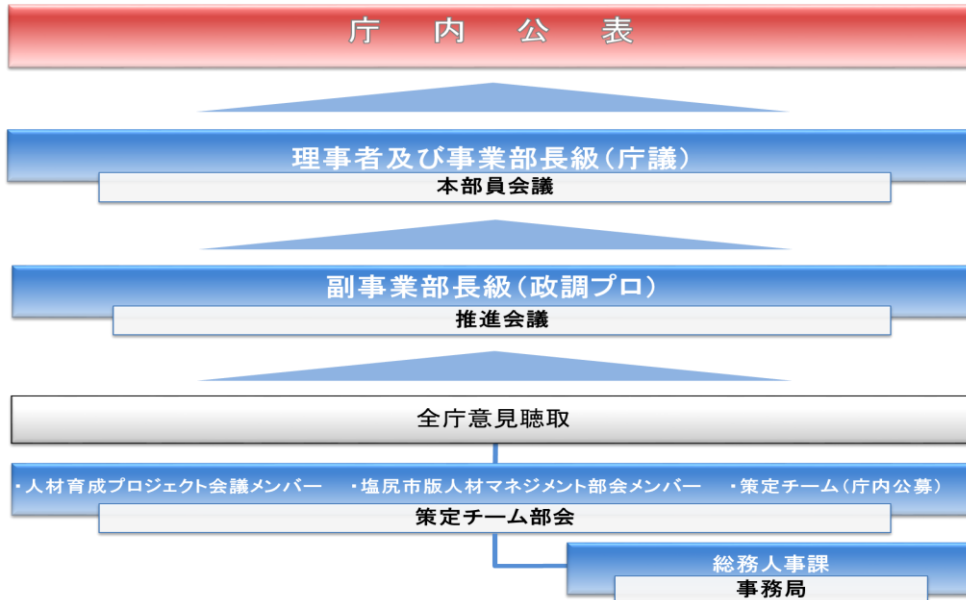 庁内公表
理事者及び事業部長級(庁議)
本部員会議
副事業部長級(政調プロ)
推進会議
全庁意見聴取
・人材育成プロジェクト会議メンバー ・塩尻市版人材マネジメント部会メンバー ・策定チーム(庁内公募)
策定チーム部会
総務人事課
事務局